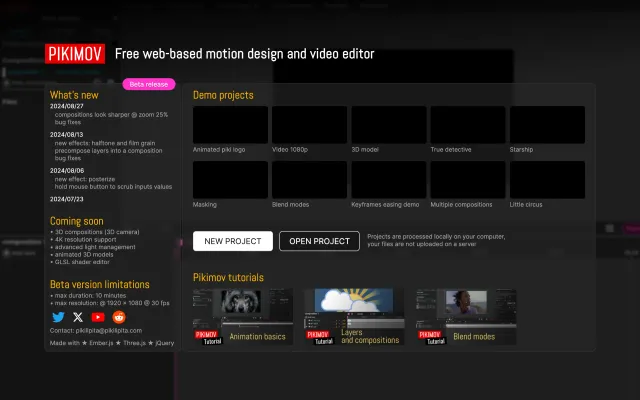 PIKIMOV Free web-based motion design and video editor
Beta release
What's new
2024/08/27
compositions look sharper @ zoom 25%
bug fixes
2024/08/13
new effects: halftone and film grain
precompose layers into a composition
bug fixes
2024/08/06
new effect: posterize
hold mouse button to scrub inputs values
2024/07/23
Coming soon
• 3D compositions (3D camera)
• 4K resolution support
• advanced light management
• animated 3D models
• GLSL shader editor
Beta version limitations
• max duration: 10 minutes
• max resolution: @ 1920 × 1080 @ 30 fps
Contact: pikilipita@pikilipita.com
Made with ★ Ember.js ★ Three.js ★ jQuery
Demo projects
Animated piki logo
Video 1080p
3D model
True detective
Starship
Masking
Blend modes
Keyframes easing demo
Multiple compositions
Little circus
NEW PROJECT
OPEN PROJECT
Projects are processed locally on your computer,
your files are not uploaded on a server
Pikimov tutorials
PIKIMOV
Tutorial
Animation basics
PIKIMOV
Tutorial
Layers
and compositions
PIKIMOV
Tutorial
Blend modes